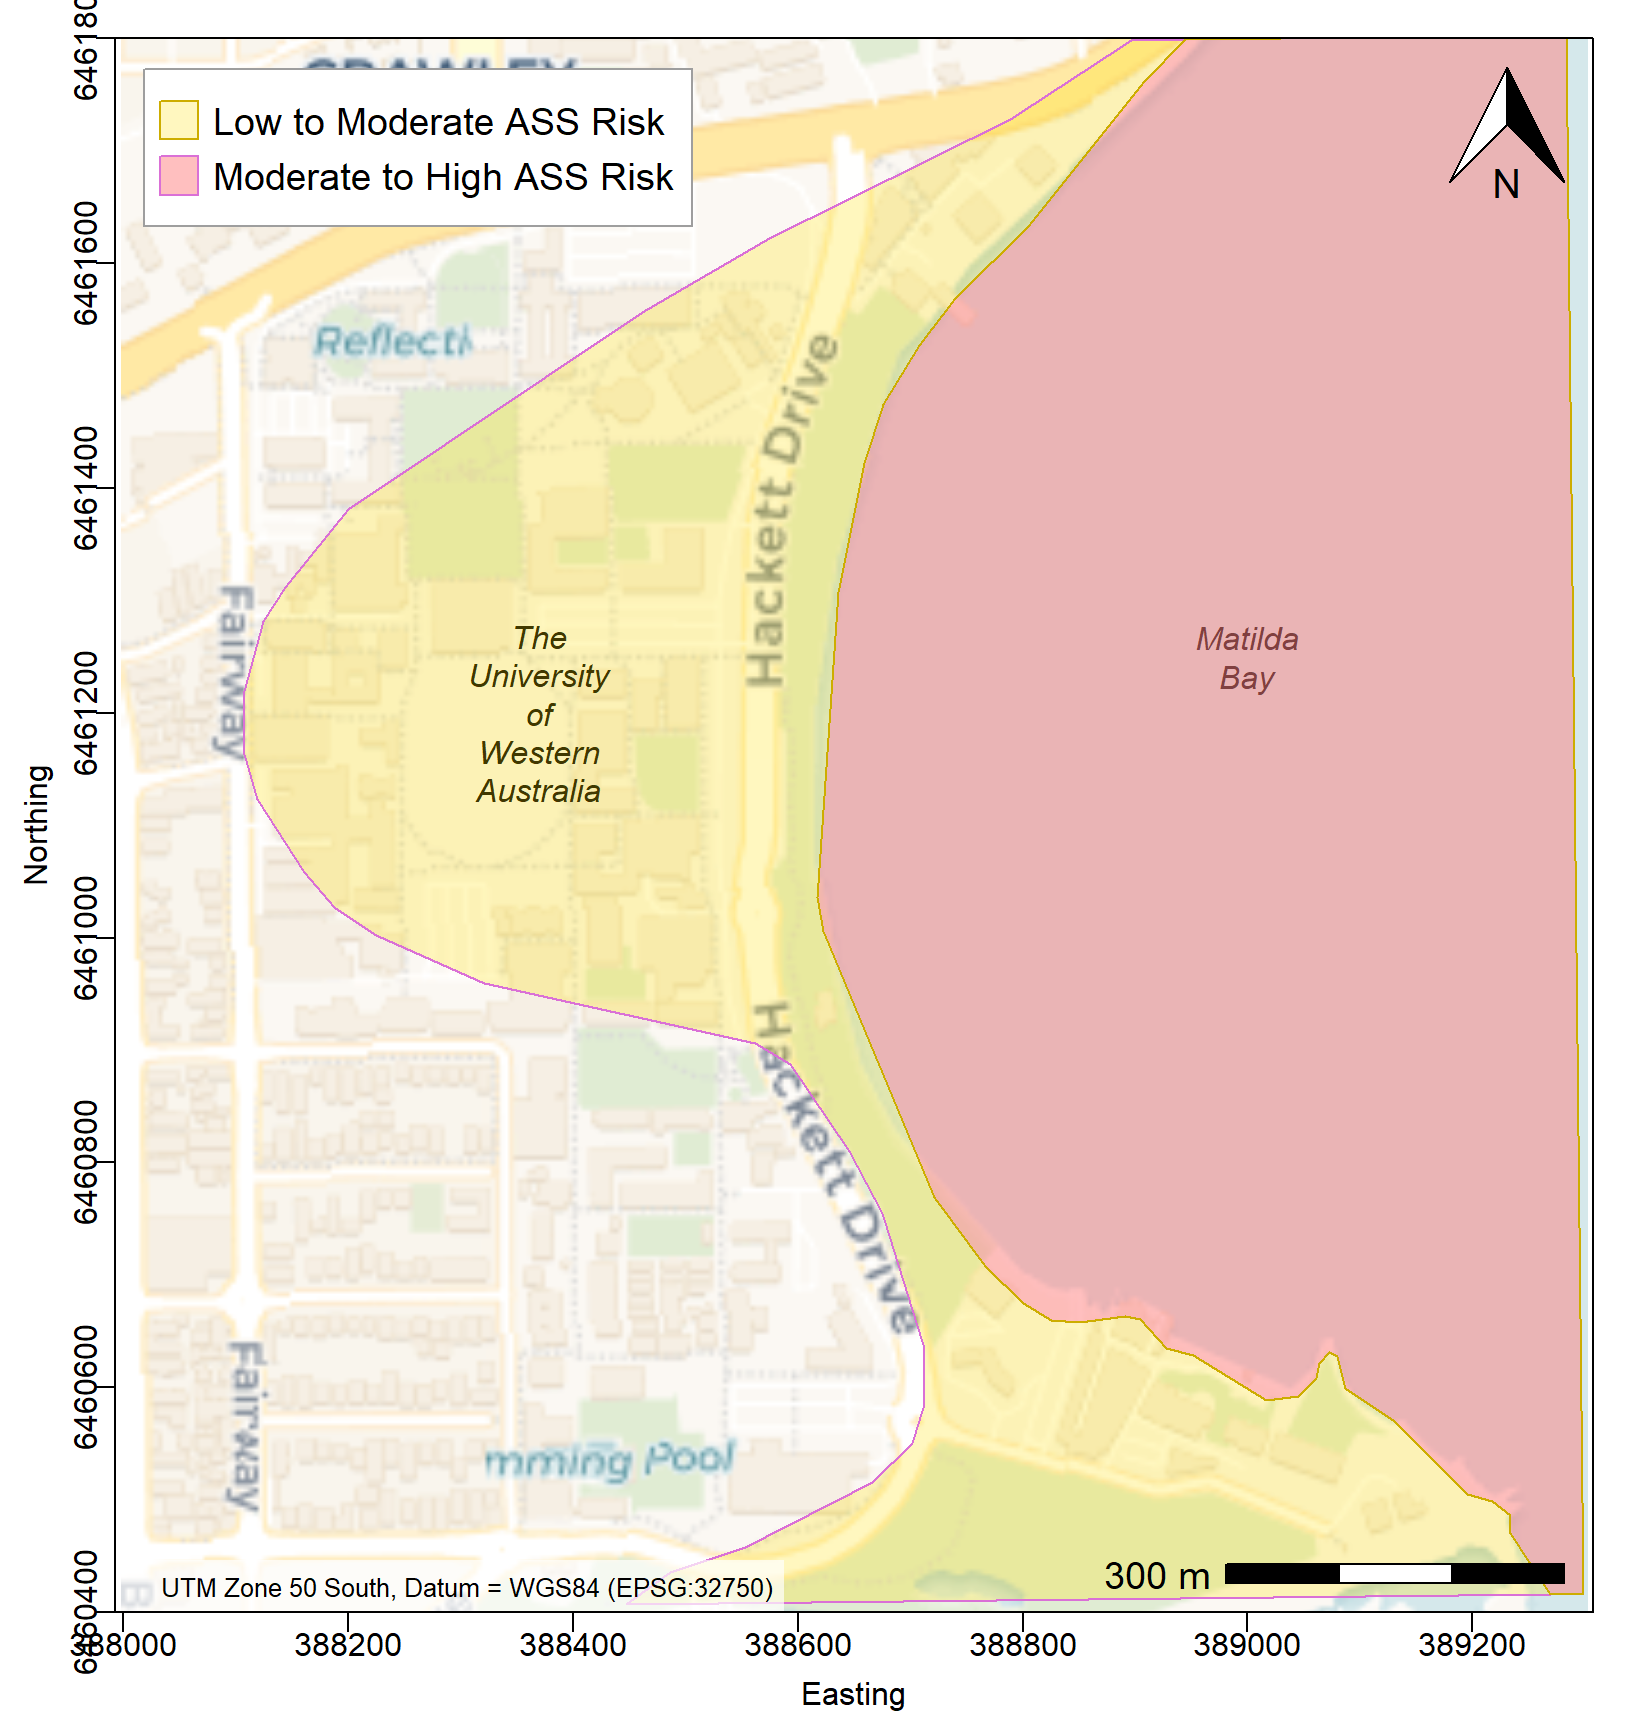 Low to Moderate ASS Risk
Moderate to High ASS Risk
N
Reflecti
Hackett Drive
Fairway
The
University
of
Western
Australia
Matilda
Bay
Hackett Drive
Fairway
mming Pool
300 m
B
UTM Zone 50 South, Datum = WGS84 (EPSG:32750)
6461800
6461600
6461400
6461200
6461000
6460800
6460600
6460400
Northing
388000
388200
388400
388600
388800
389000
389200
Easting